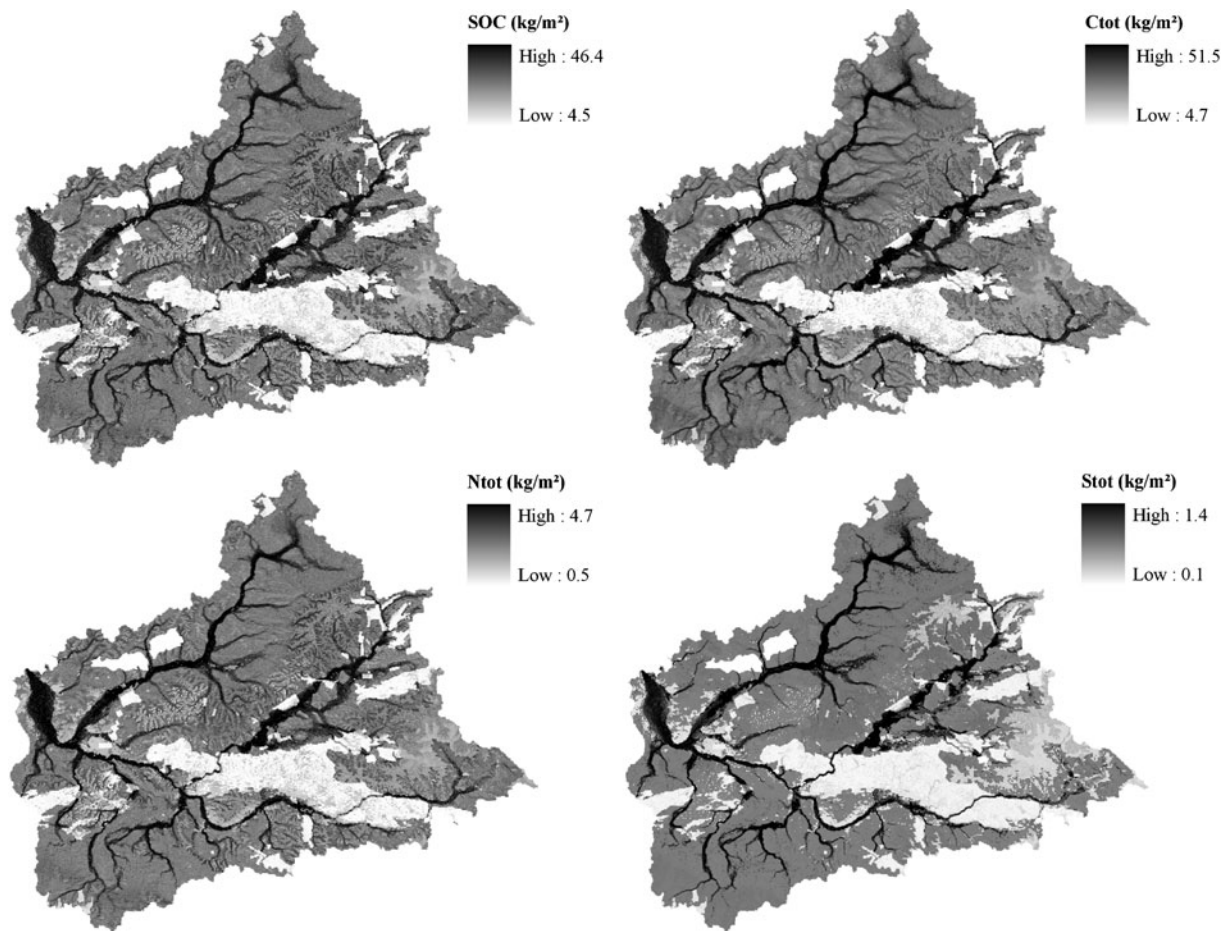 SOC (kg/m²)
High : 46.4
Low : 4.5
Ctot (kg/m²)
High : 51.5
Low : 4.7
Ntot (kg/m²)
High : 4.7
Low : 0.5
Stot (kg/m²)
High : 1.4
Low : 0.1